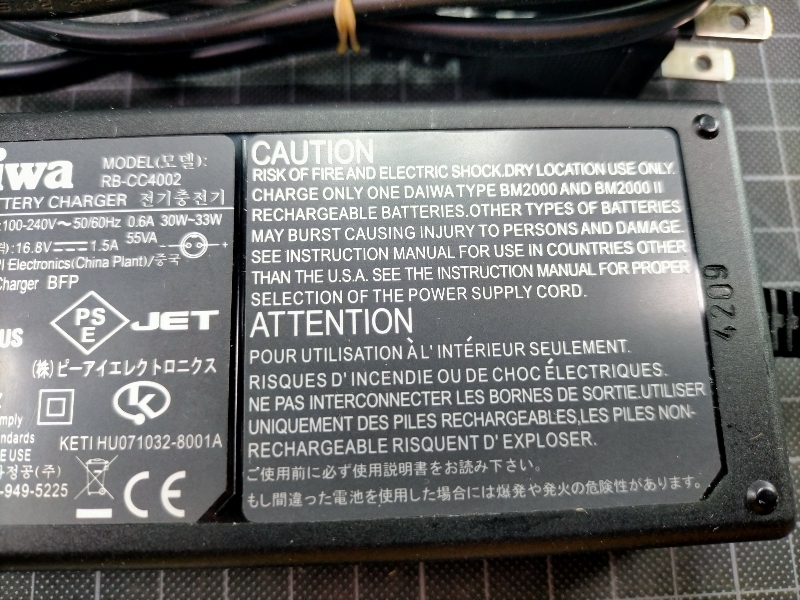 iwa
MODEL(모델):
RB-CC4002
TTERY CHARGER 전기충전기
:100-240V～50/60Hz 0.6A 30W~33W
55VA
):16.8V⎓1.5A
I Electronics(China Plant)/중국
Charger BFP
PS
E
JET
US
(株)ピーアイエレクトロニクス
mply
ndards
E USE
KETI HU071032-8001A
정공(주)
-949-5225
CE
CAUTION
RISK OF FIRE AND ELECTRIC SHOCK.DRY LOCATION USE ONLY.
CHARGE ONLY ONE DAIWA TYPE BM2000 AND BM2000 II
RECHARGEABLE BATTERIES.OTHER TYPES OF BATTERIES
MAY BURST CAUSING INJURY TO PERSONS AND DAMAGE.
SEE INSTRUCTION MANUAL FOR USE IN COUNTRIES OTHER
THAN THE U.S.A. SEE THE INSTRUCTION MANUAL FOR PROPER
SELECTION OF THE POWER SUPPLY CORD.
ATTENTION
POUR UTILISATION À L' INTÉRIEUR SEULEMENT.
RISQUES D' INCENDIE OU DE CHOC ÉLECTRIQUES.
NE PAS INTERCONNECTER LES BORNES DE SORTIE.UTILISER
UNIQUEMENT DES PILES RECHARGEABLES,LES PILES NON-
RECHARGEABLE RISQUENT D' EXPLOSER.
ご使用前に必ず使用説明書をお読み下さい。
もし間違った電池を使用した場合には爆発や発火の危険性があります。
4209